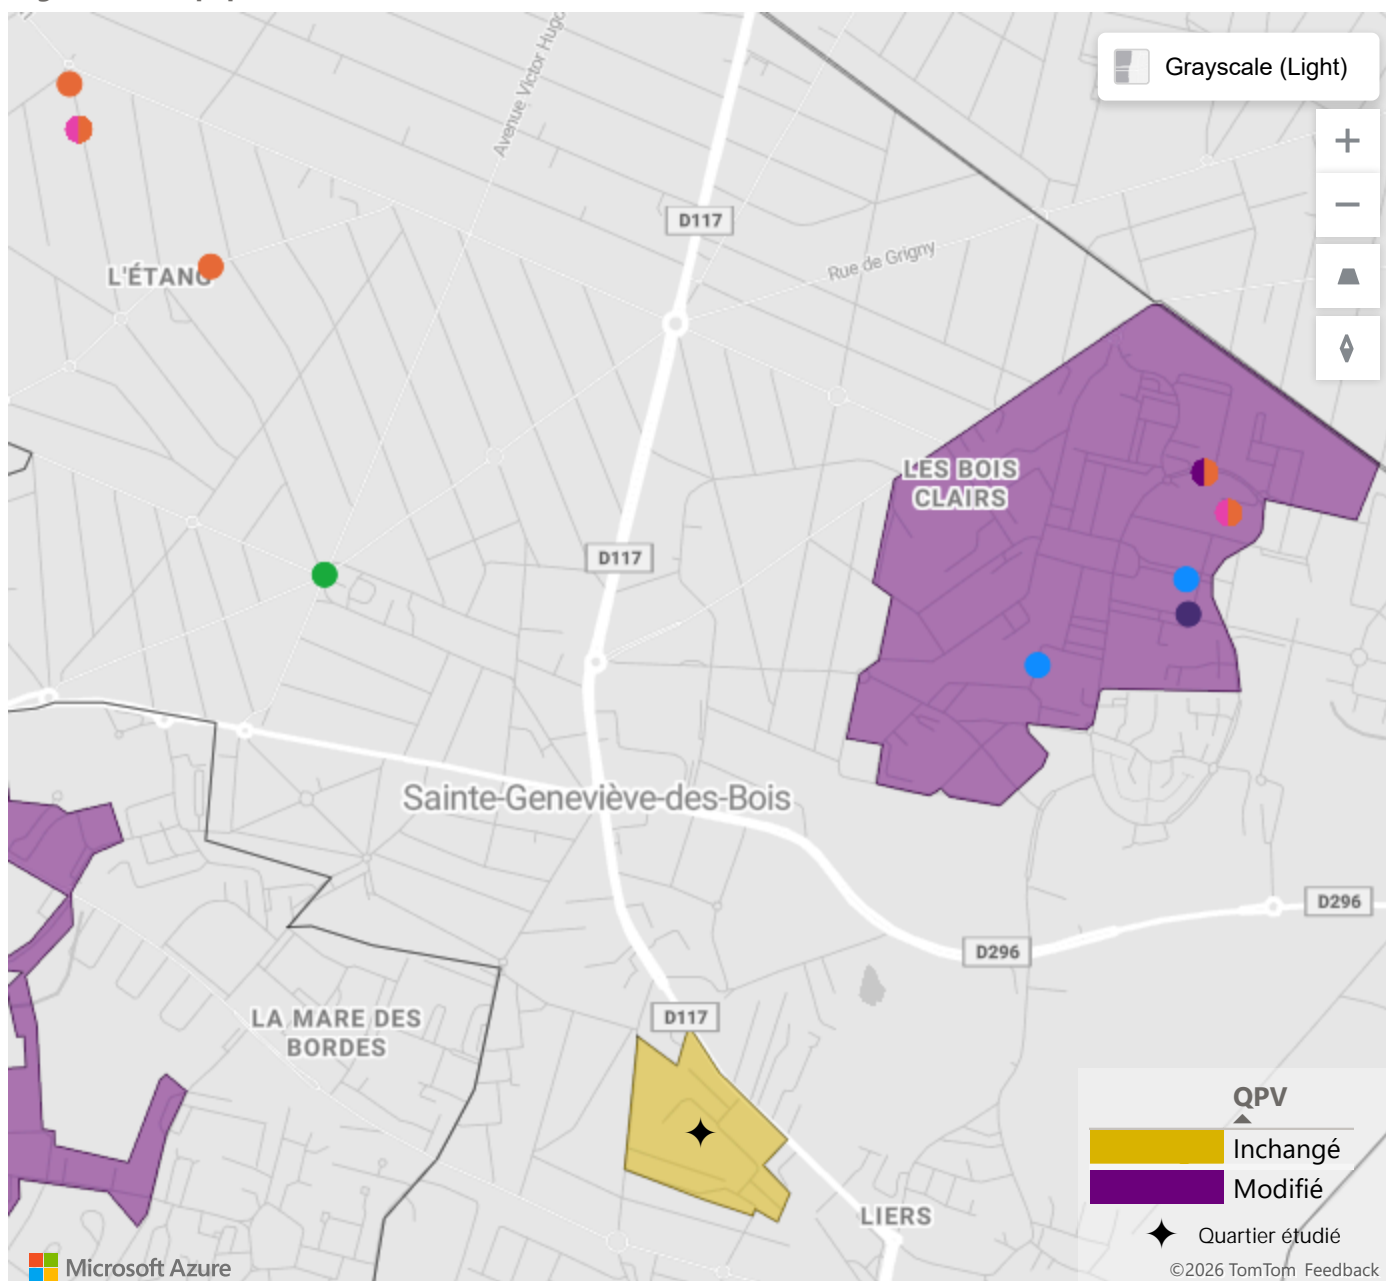 Avenue Victor Hugo
Grayscale (Light)
D117
Rue de Grigny
L'ÉTANG
LES BOIS
CLAIRS
D117
Sainte-Geneviève-des-Bois
D296
D296
LA MARE DES
BORDES
D117
QPV
Inchangé
Modifié
LIERS
Quartier étudié
Microsoft Azure
©2026 TomTom Feedback